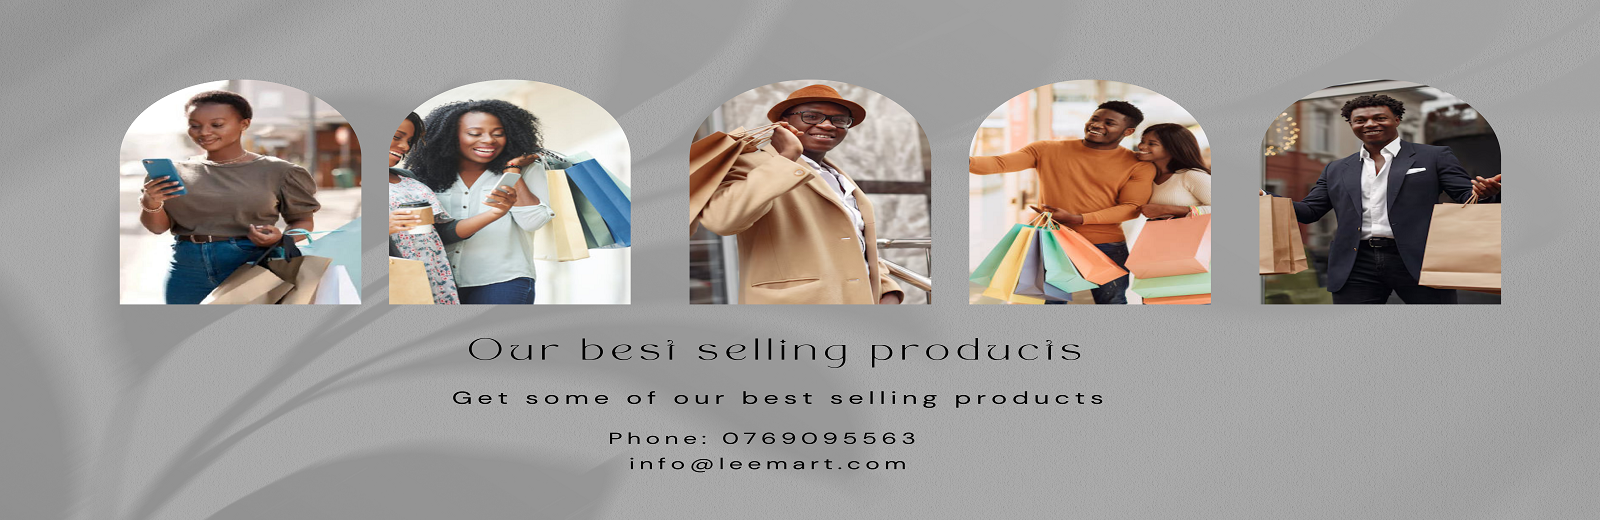 Our best selling products
Get some of our best selling products
Phone: 0769095563
info@leemart.com